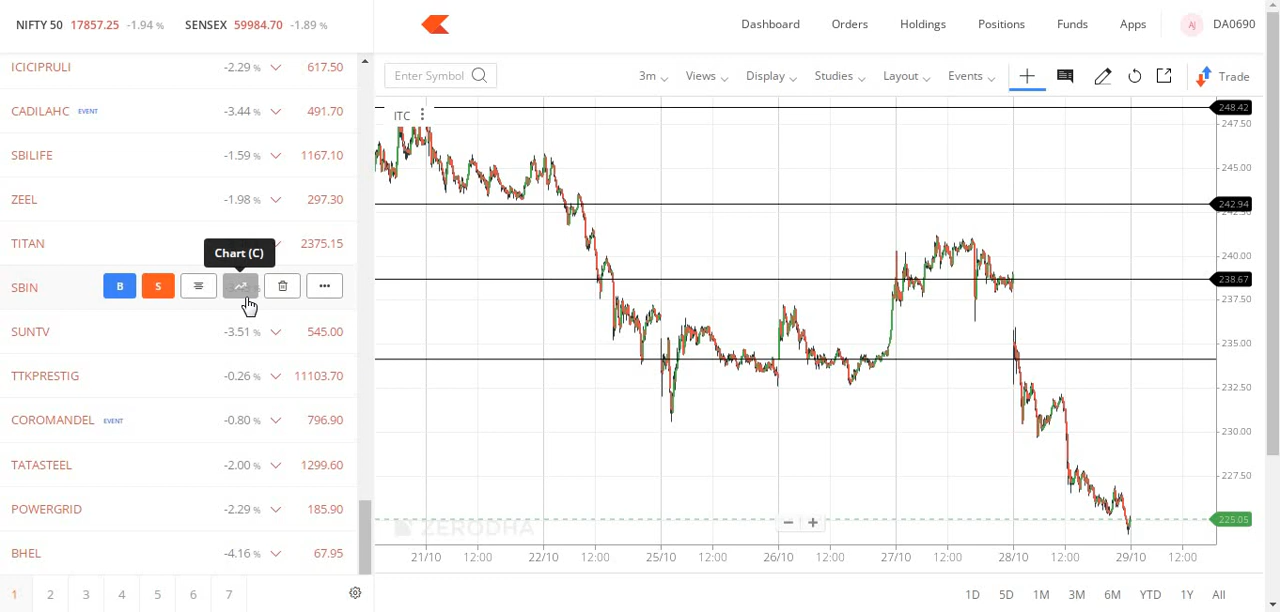 NIFTY 50 17857.25 -1.94 % SENSEX 59984.70 -1.89 %
Dashboard Orders Holdings Positions Funds Apps AJ DA0690
Enter Symbol 3m Views Display Studies Layout Events Trade
ICICIPRULI -2.29 % 617.50
CADILAHC EVENT -3.44 % 491.70
SBILIFE -1.59 % 1167.10
ZEEL -1.98 % 297.30
TITAN 2375.15
Chart (C)
SBIN B S
SUNTV -3.51 % 545.00
TTKPRESTIG -0.26 % 11103.70
COROMANDEL EVENT -0.80 % 796.90
TATASTEEL -2.00 % 1299.60
POWERGRID -2.29 % 185.90
BHEL -4.16 % 67.95
1 2 3 4 5 6 7
ITC
248.42
247.50
245.00
242.94
240.00
238.67
237.50
235.00
232.50
230.00
227.50
225.05
ZERODHA
21/10 12:00 22/10 12:00 25/10 12:00 26/10 12:00 27/10 12:00 28/10 12:00 29/10 12:00
1D 5D 1M 3M 6M YTD 1Y All